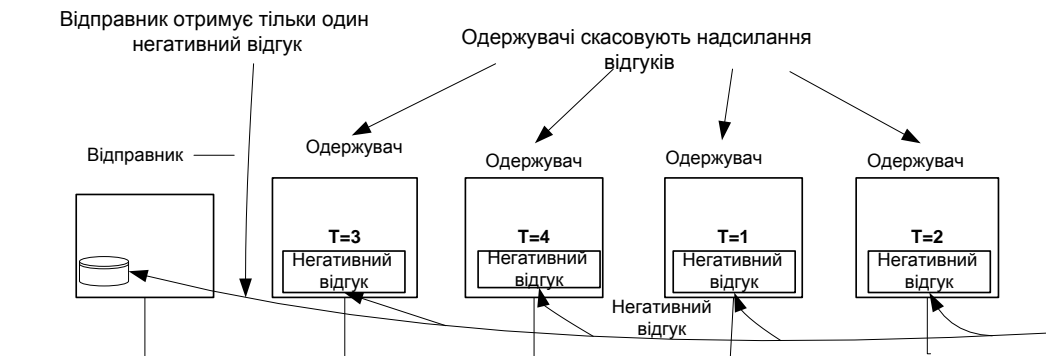 Відправник отримує тільки один
негативний відгук
Одержувачі скасовують надсилання
відгуків
Відправник
Одержувач
Одержувач
Одержувач
Одержувач
T=3
Негативний
відгук
T=4
Негативний
відгук
T=1
Негативний
відгук
T=2
Негативний
відгук
Негативний
відгук